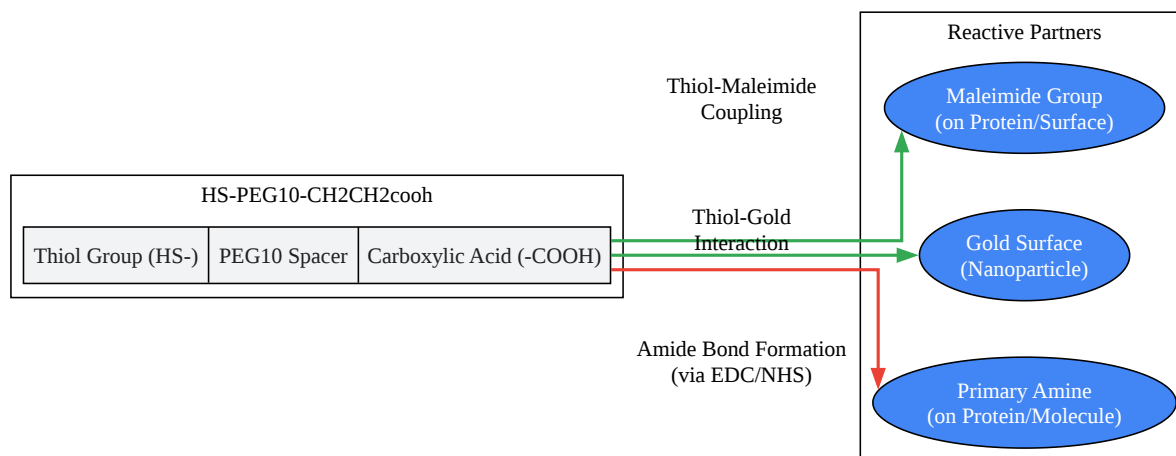 Reactive Partners
Thiol-Maleimide
Coupling
Maleimide Group
(on Protein/Surface)
HS-PEG10-CH2CH2cooh
Thiol Group (HS-)
PEG10 Spacer
Carboxylic Acid (-COOH)
Thiol-Gold
Interaction
Gold Surface
(Nanoparticle)
Amide Bond Formation
(via EDC/NHS)
Primary Amine
(on Protein/Molecule)